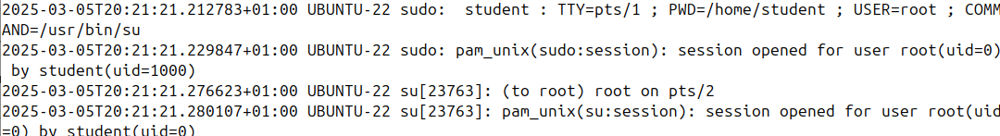 2025-03-05T20:21:21.212783+01:00 UBUNTU-22 sudo:  student : TTY=pts/1 ; PWD=/home/student ; USER=root ; COMM
AND=/usr/bin/su
2025-03-05T20:21:21.229847+01:00 UBUNTU-22 sudo: pam_unix(sudo:session): session opened for user root(uid=0)
 by student(uid=1000)
2025-03-05T20:21:21.276623+01:00 UBUNTU-22 su[23763]: (to root) root on pts/2
2025-03-05T20:21:21.280107+01:00 UBUNTU-22 su[23763]: pam_unix(su:session): session opened for user root(uid
=0) by student(uid=0)